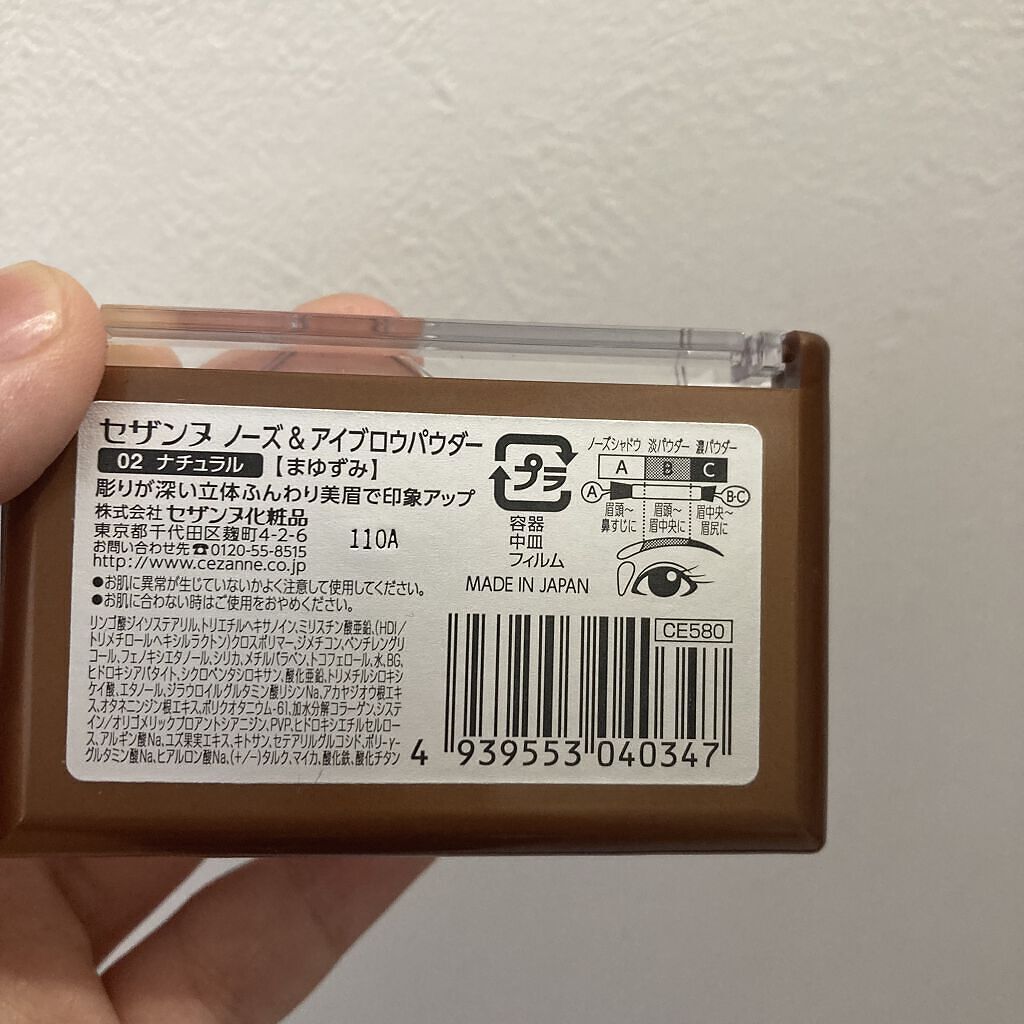 セザンヌ ノーズ&アイブロウパウダー
02 ナチュラル 【まゆずみ】
彫りが深い立体ふんわり美眉で印象アップ
株式会社 セザンヌ化粧品
東京都千代田区麹町4-2-6
お問い合わせ先☎0120-55-8515
http://www.cezanne.co.jp
110A
●お肌に異常が生じていないかよく注意して使用してください。
●お肌に合わない時はご使用をおやめください。
リンゴ酸ジイソステアリル、トリエチルヘキサノイン、ミリスチン酸亜鉛、(HDI/
トリメチロールヘキシルラクトン)クロスポリマー、ジメチコン、ペンチレングリ
コール、フェノキシエタノール、シリカ、メチルパラベン、トコフェロール、水、BG、
ヒドロキシアパタイト、シクロペンタシロキサン、酸化亜鉛、トリメチルシロキシ
ケイ酸、エタノール、ジラウロイルグルタミン酸リシンNa、アカヤジオウ根エキ
ス、オタネニンジン根エキス、ポリクオタニウム-61、加水分解コラーゲン、システ
イン/オリゴメリックプロアントシアニジン、PVP、ヒドロキシエチルセルロー
ス、アルギン酸Na、ユズ果実エキス、キトサン、セテアリルグルコシド、ポリ-γ-
グルタミン酸Na、ヒアルロン酸Na、(+/−)タルク、マイカ、酸化鉄、酸化チタン
プラ
容器
中皿
フィルム
MADE IN JAPAN
ノーズシャドウ 淡パウダー 濃パウダー
A B C
A B・C
眉頭〜 眉頭〜 眉中央〜
鼻すじに 眉中央に 眉尻に
CE580
4 939553 040347